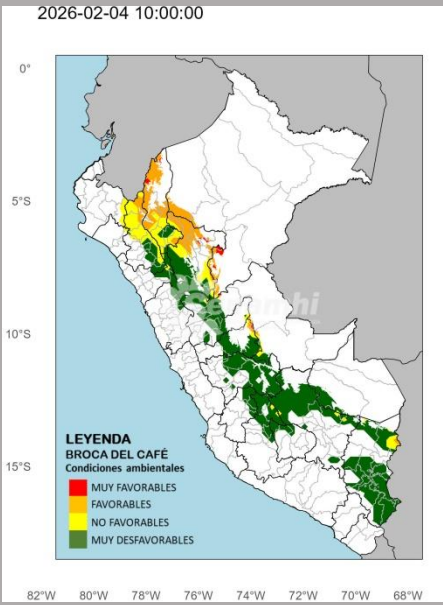 2026-02-04 10:00:00
0°
5°S
10°S
15°S
Senamhi
LEYENDA
BROCA DEL CAFÉ
Condiciones ambientales
MUY FAVORABLES
FAVORABLES
NO FAVORABLES
MUY DESFAVORABLES
82°W 80°W 78°W 76°W 74°W 72°W 70°W 68°W